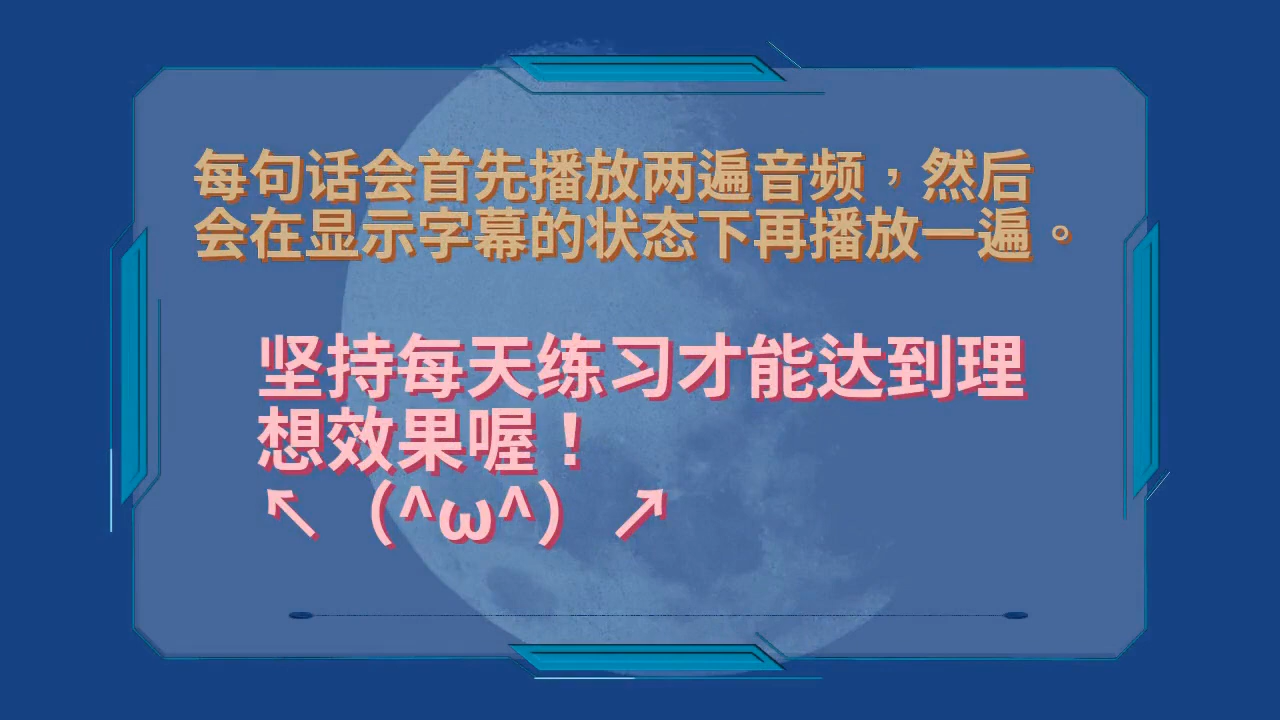 每句话会首先播放两遍音频，然后
会在显示字幕的状态下再播放一遍。
坚持每天练习才能达到理
想效果喔！
↖（^ω^）↗